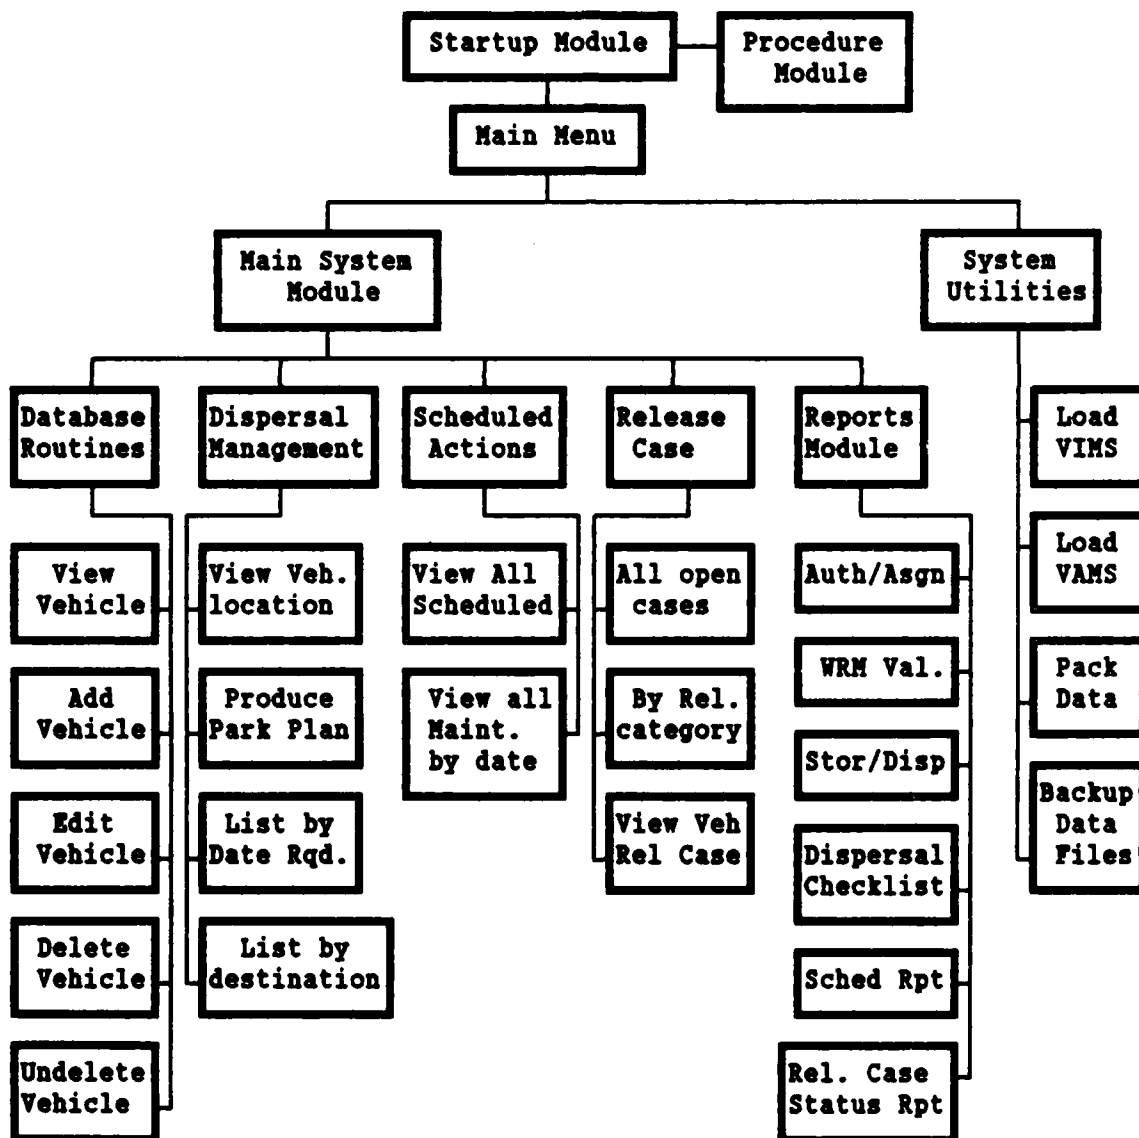 Startup Module
Procedure
Module
Main Menu
Main System
Module
System
Utilities
Database
Routines
Dispersal
Management
Scheduled
Actions
Release
Case
Reports
Module
Load
VIMS
View
Vehicle
View Veh.
location
View All
Scheduled
All open
cases
Auth/Asgn
Load
VAMS
Add
Vehicle
Produce
Park Plan
View all
Maint.
by date
By Rel.
category
WRM Val.
Pack
Data
Edit
Vehicle
List by
Date Rqd.
View Veh
Rel Case
Stor/Disp
Backup
Data
Files
Dispersal
Checklist
Delete
Vehicle
List by
destination
Sched Rpt
Undelete
Vehicle
Rel. Case
Status Rpt